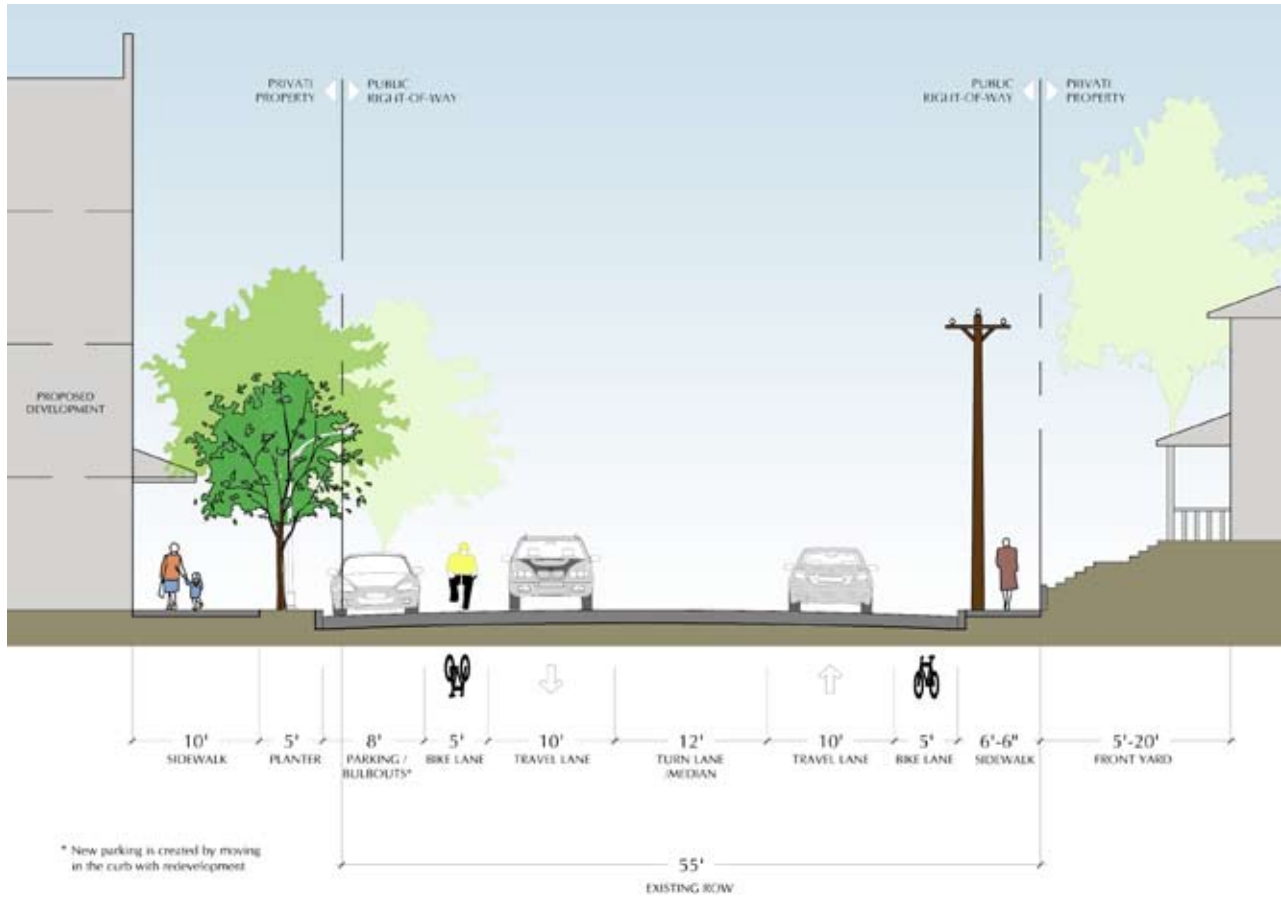 PRIVATE
PROPERTY
PUBLIC
RIGHT-OF-WAY
PUBLIC
RIGHT-OF-WAY
PRIVATE
PROPERTY
PROPOSED
DEVELOPMENT
10'
SIDEWALK
5'
PLANTER
8'
PARKING /
BULBOUTS*
5'
BIKE LANE
10'
TRAVEL LANE
12'
TURN LANE
/MEDIAN
10'
TRAVEL LANE
5'
BIKE LANE
6'-6"
SIDEWALK
5'-20'
FRONT YARD
* New parking is created by moving
in the curb with redevelopment
55'
EXISTING ROW